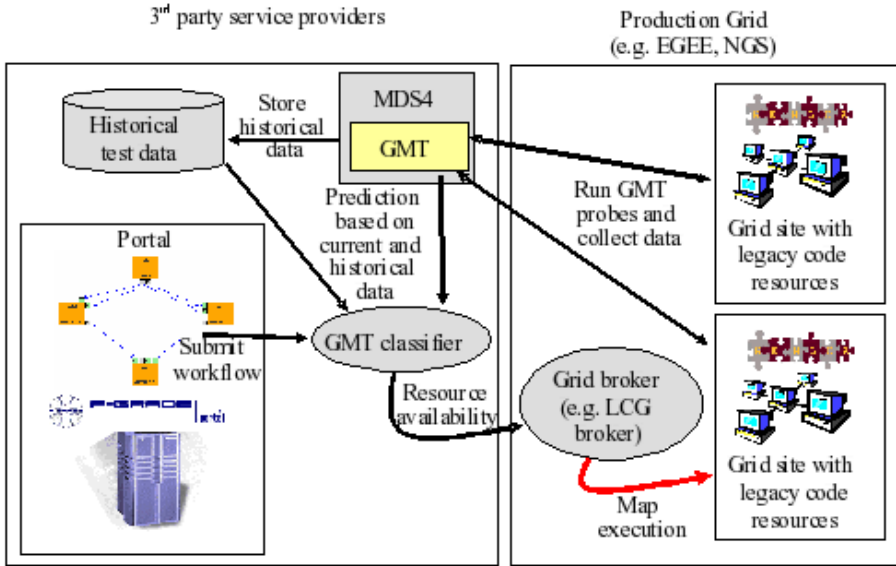 3rd party service providers
Production Grid
(e.g. EGEE, NGS)
MDS4
GMT
Store
historical
data
Historical
test data
Run GMT
probes and
collect data
Grid site with
legacy code
resources
Prediction
based on
current and
historical
data
Portal
Submit
workflow
GMT classifier
Resource
availability
Grid broker
(e.g. LCG
broker)
Map
execution
Grid site with
legacy code
resources
P-GRADE